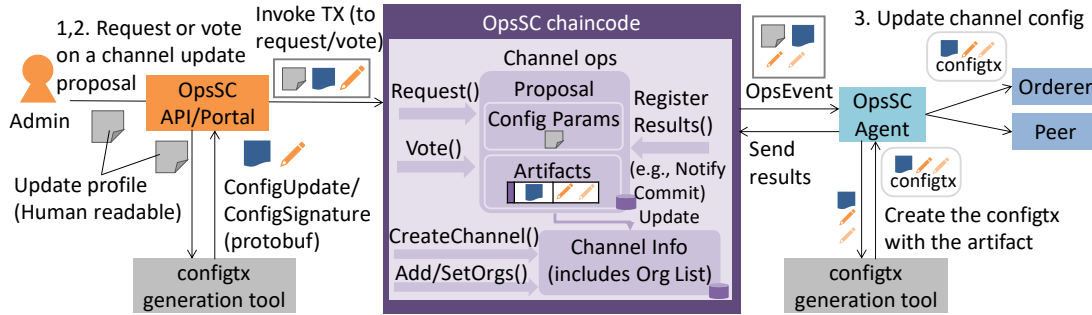 1,2. Request or vote
on a channel update
proposal
Admin
OpsSC
API/Portal
Invoke TX (to
request/vote)
Update profile
(Human readable)
ConfigUpdate/
ConfigSignature
(protobuf)
configtx
generation tool
OpsSC chaincode
Channel ops
Request()
Vote()
Proposal
Config Params
Artifacts
Register
Results()
(e.g., Notify
Commit)
Update
CreateChannel()
Add/SetOrgs()
Channel Info
(includes Org List)
OpsEvent
Send
results
OpsSC
Agent
3. Update channel config
configtx
Orderer
Peer
configtx
Create the configtx
with the artifact
configtx
generation tool